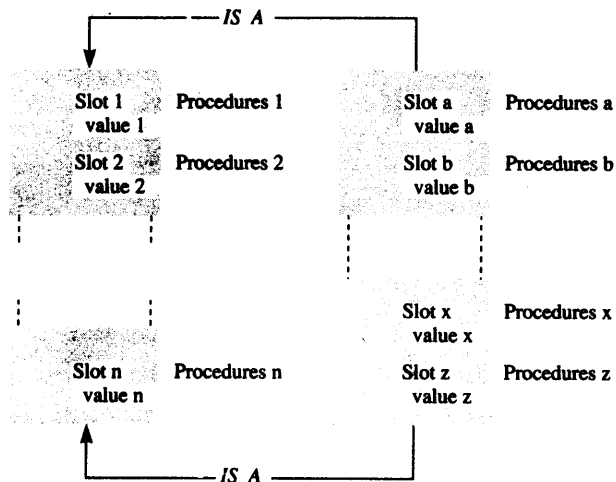 IS A
Slot 1 Procedures 1 Slot a Procedures a
value 1 value a
Slot 2 Procedures 2 Slot b Procedures b
value 2 value b
Slot x Procedures x
value x
Slot n Procedures n Slot z Procedures z
value n value z
IS A